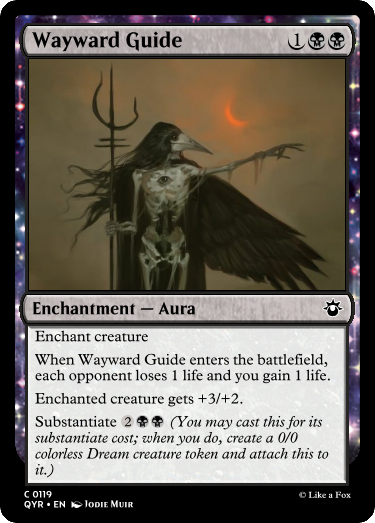 Wayward Guide 1
Enchantment — Aura
Enchant creature
When Wayward Guide enters the battlefield,
each opponent loses 1 life and you gain 1 life.
Enchanted creature gets +3/+2.
Substantiate 2 (You may cast this for its
substantiate cost; when you do, create a 0/0
colorless Dream creature token and attach this to
it.)
C 0119
QYR • EN Jodie Muir
© Like a Fox